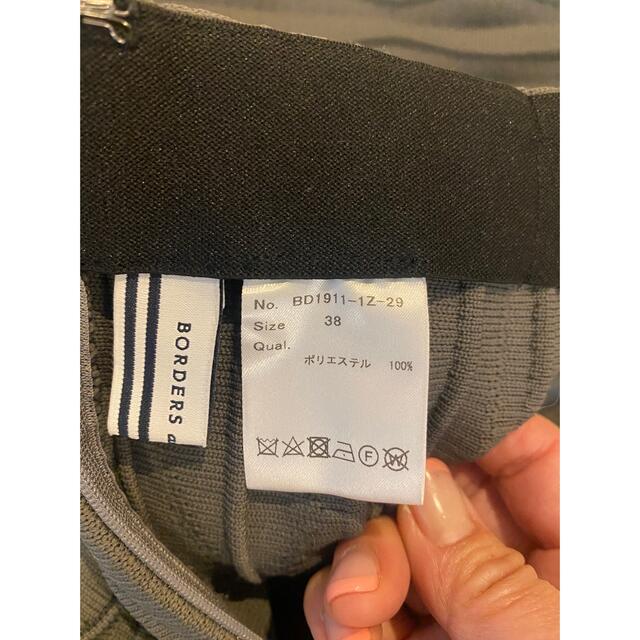 BORDERS a
No. BD1911-1Z-29
Size 38
Qual.
ポリエステル 100%
F
W